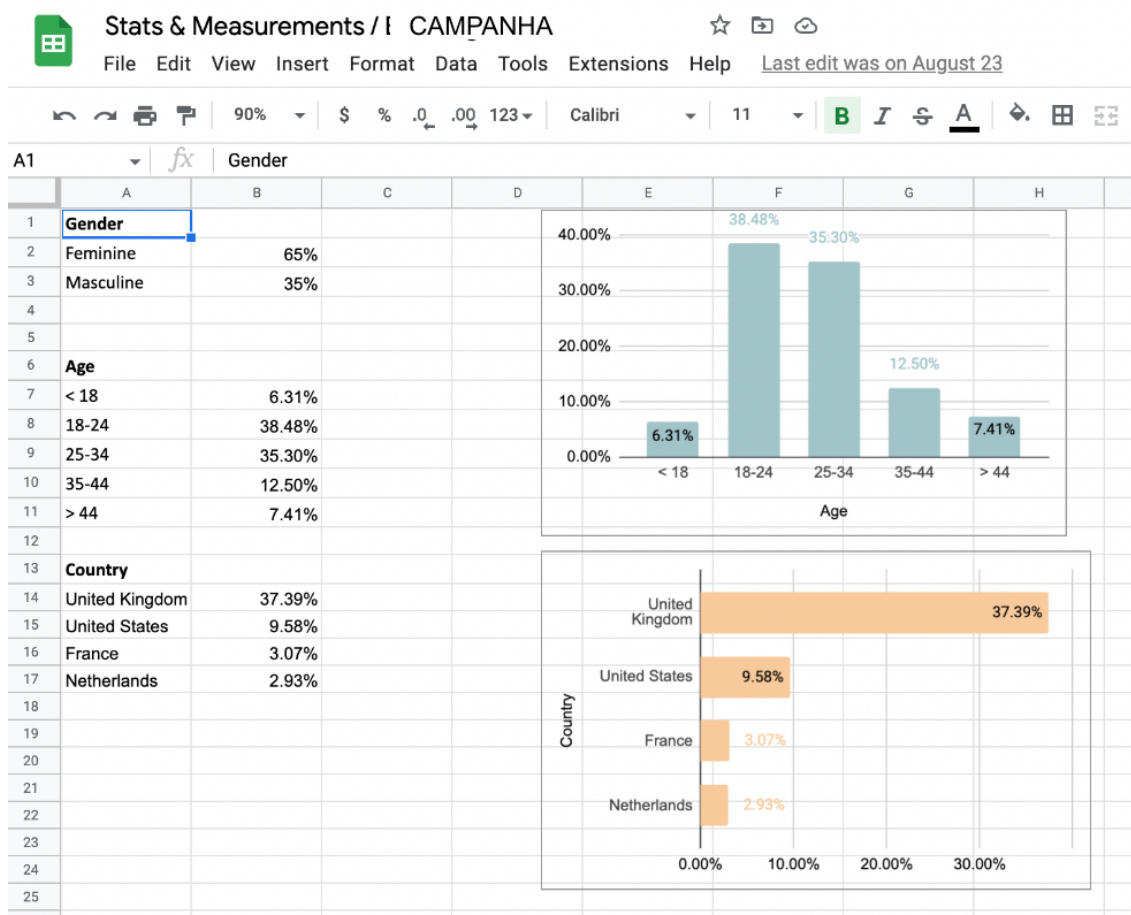 Stats & Measurements / E CAMPANHA
File Edit View Insert Format Data Tools Extensions Help Last edit was on August 23
90% $ % .0 .00 123 Calibri 11 B I S A
A1 fx Gender
A B C D E F G H
1 Gender
2 Feminine 65%
3 Masculine 35%
4
5
6 Age
7 < 18 6.31%
8 18-24 38.48%
9 25-34 35.30%
10 35-44 12.50%
11 > 44 7.41%
12
13 Country
14 United Kingdom 37.39%
15 United States 9.58%
16 France 3.07%
17 Netherlands 2.93%
18
19
20
21
22
23
24
25
38.48%
40.00%
35.30%
30.00%
20.00%
12.50%
10.00%
6.31% 7.41%
0.00%
< 18 18-24 25-34 35-44 > 44
Age
United
Kingdom 37.39%
United States 9.58%
Country
France 3.07%
Netherlands 2.93%
0.00% 10.00% 20.00% 30.00%